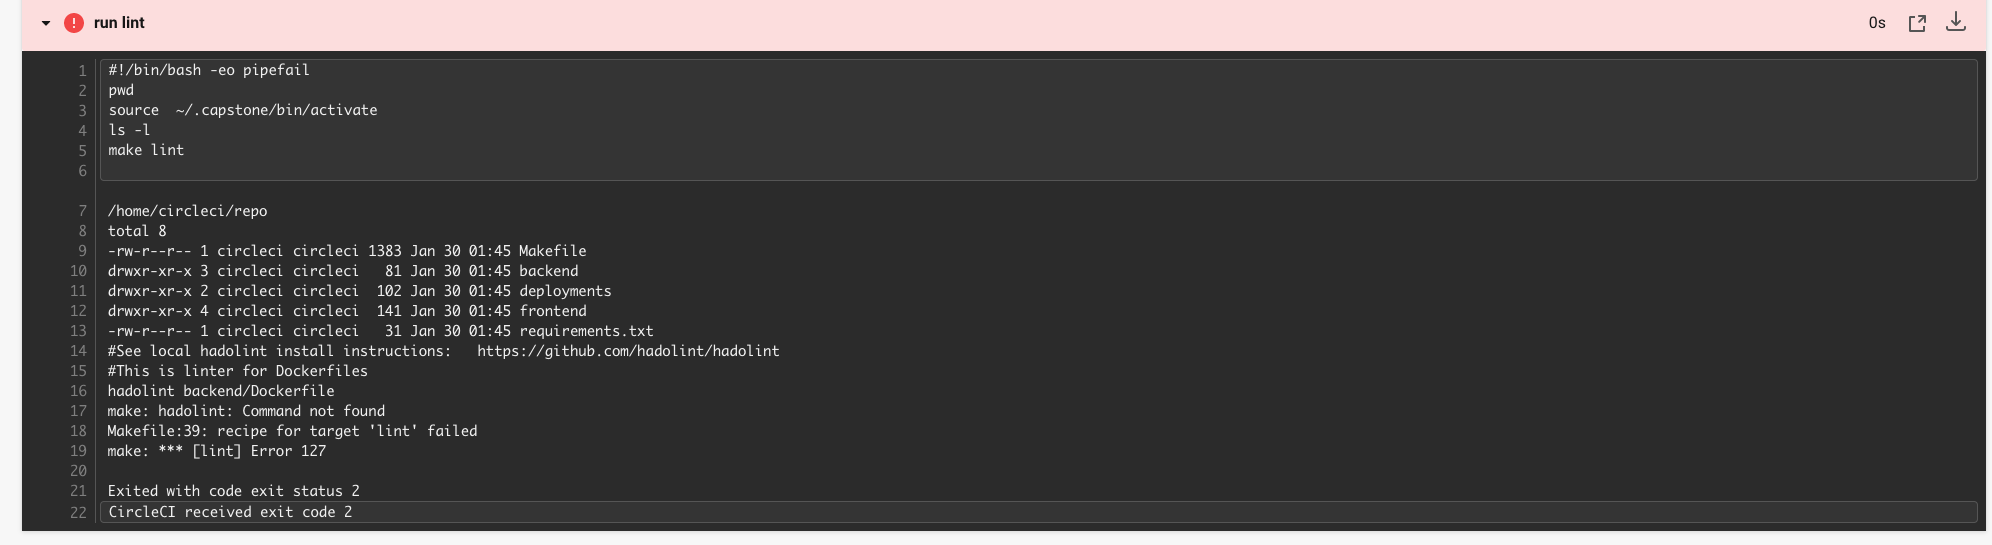 run lint
0s
1 #!/bin/bash -eo pipefail
2 pwd
3 source  ~/.capstone/bin/activate
4 ls -l
5 make lint
6
7 /home/circleci/repo
8 total 8
9 -rw-r--r-- 1 circleci circleci 1383 Jan 30 01:45 Makefile
10 drwxr-xr-x 3 circleci circleci   81 Jan 30 01:45 backend
11 drwxr-xr-x 2 circleci circleci  102 Jan 30 01:45 deployments
12 drwxr-xr-x 4 circleci circleci  141 Jan 30 01:45 frontend
13 -rw-r--r-- 1 circleci circleci   31 Jan 30 01:45 requirements.txt
14 #See local hadolint install instructions:   https://github.com/hadolint/hadolint
15 #This is linter for Dockerfiles
16 hadolint backend/Dockerfile
17 make: hadolint: Command not found
18 Makefile:39: recipe for target 'lint' failed
19 make: *** [lint] Error 127
20
21 Exited with code exit status 2
22 CircleCI received exit code 2